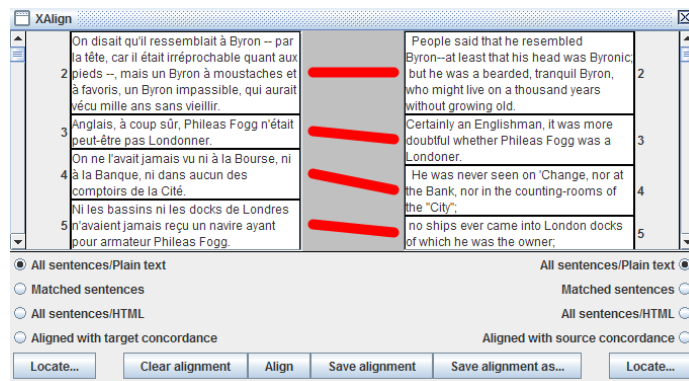 XAlign
On disait qu'il ressemblait à Byron -- par
la tête, car il était irréprochable quant aux
2 pieds --, mais un Byron à moustaches et
à favoris, un Byron impassible, qui aurait
vécu mille ans sans vieillir.
3 Anglais, à coup sûr, Phileas Fogg n'était
peut-être pas Londonner.
On ne l'avait jamais vu ni à la Bourse, ni
4 à la Banque, ni dans aucun des
comptoirs de la Cité.
Ni les bassins ni les docks de Londres
5 n'avaient jamais reçu un navire ayant
pour armateur Phileas Fogg.
People said that he resembled
Byron--at least that his head was Byronic;
but he was a bearded, tranquil Byron, 2
who might live on a thousand years
without growing old.
Certainly an Englishman, it was more
doubtful whether Phileas Fogg was a 3
Londoner.
He was never seen on 'Change, nor at
the Bank, nor in the counting-rooms of 4
the "City";
no ships ever came into London docks
of which he was the owner; 5
All sentences/Plain text
Matched sentences
All sentences/HTML
Aligned with target concordance
All sentences/Plain text
Matched sentences
All sentences/HTML
Aligned with source concordance
Locate... Clear alignment Align Save alignment Save alignment as... Locate...